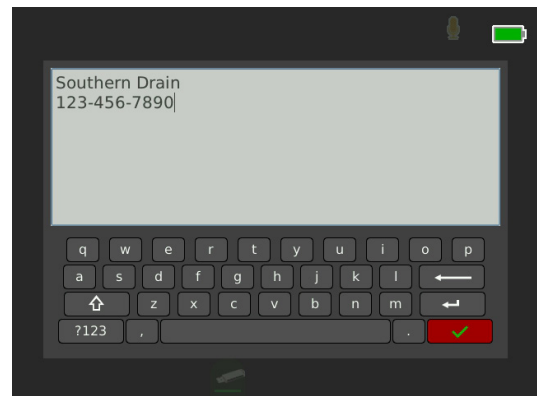 Southern Drain
123-456-7890
q w e r t y u i o p
a s d f g h j k l
z x c v b n m
?123 , .